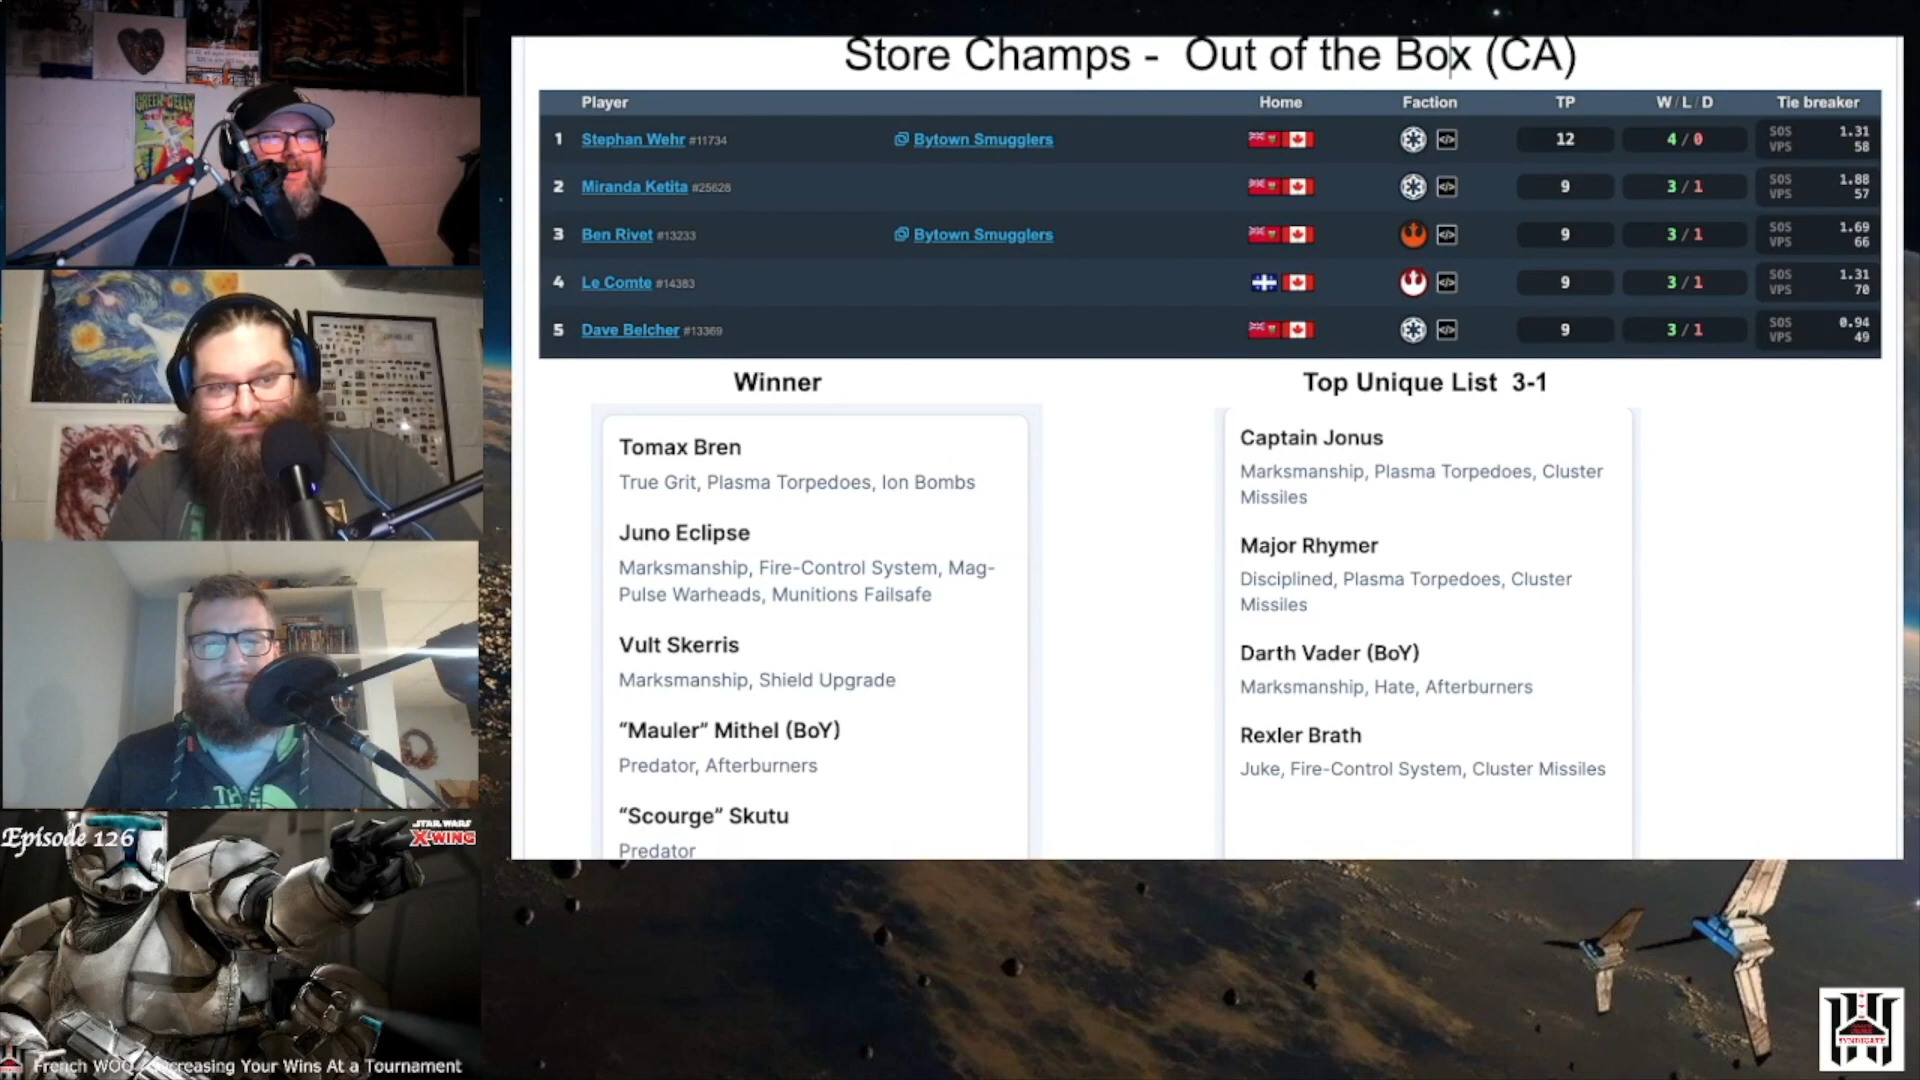 Store Champs - Out of the Box (CA)
Player Home Faction TP W / L / D Tie breaker
1 Stephan Wehr #11734 Bytown Smugglers 12 4 / 0 SOS 1.31
VPS 58
2 Miranda Ketita #25628 9 3 / 1 SOS 1.88
VPS 57
3 Ben Rivet #13233 Bytown Smugglers 9 3 / 1 SOS 1.69
VPS 66
4 Le Comte #14383 9 3 / 1 SOS 1.31
VPS 70
5 Dave Belcher #13369 9 3 / 1 SOS 0.94
VPS 49
Winner
Tomax Bren
True Grit, Plasma Torpedoes, Ion Bombs
Juno Eclipse
Marksmanship, Fire-Control System, Mag-
Pulse Warheads, Munitions Failsafe
Vult Skerris
Marksmanship, Shield Upgrade
“Mauler” Mithel (BoY)
Predator, Afterburners
“Scourge” Skutu
Predator
Top Unique List 3-1
Captain Jonus
Marksmanship, Plasma Torpedoes, Cluster
Missiles
Major Rhymer
Disciplined, Plasma Torpedoes, Cluster
Missiles
Darth Vader (BoY)
Marksmanship, Hate, Afterburners
Rexler Brath
Juke, Fire-Control System, Cluster Missiles
GREEN JELLY
THE
Episode 126
STAR WARS
X-WING
French Your Wins At a Tournament
SYNDICATE